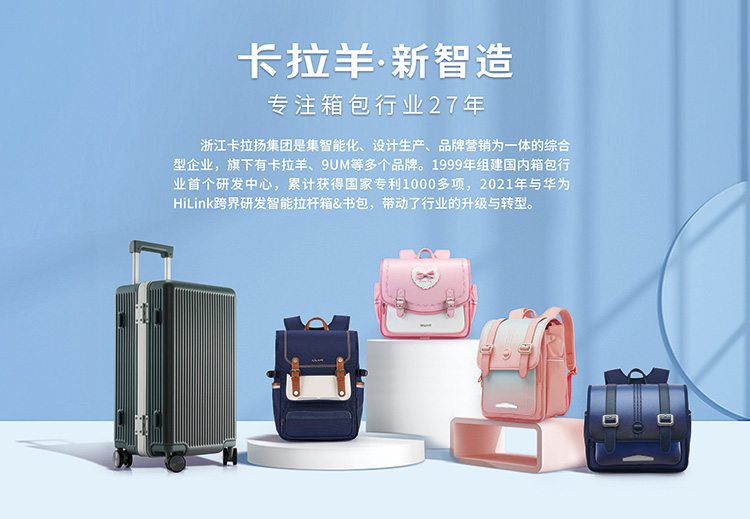 卡拉羊·新智造
专注箱包行业27年
浙江卡拉扬集团是集智能化、设计生产、品牌营销为一体的综合
型企业，旗下有卡拉羊、9UM等多个品牌。1999年组建国内箱包行
业首个研发中心，累计获得国家专利1000多项，2021年与华为
HiLink跨界研发智能拉杆箱&书包，带动了行业的升级与转型。